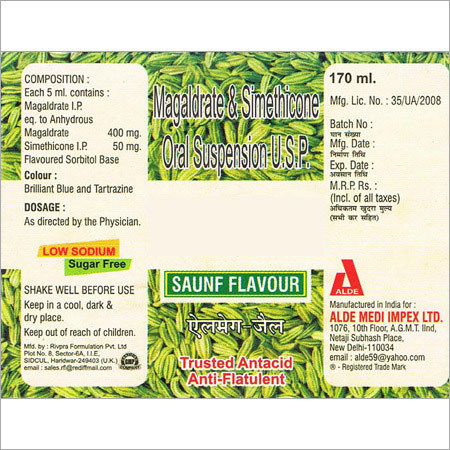 COMPOSITION :
Each 5 ml. contains :
Magaldrate I.P.
eq. to Anhydrous
Magaldrate 400 mg.
Simethicone I.P. 50 mg.
Flavoured Sorbitol Base
Colour :
Brilliant Blue and Tartrazine
DOSAGE :
As directed by the Physician.
LOW SODIUM
Sugar Free
SHAKE WELL BEFORE USE
Keep in a cool, dark &
dry place.
Keep out of reach of children.
Mfg. by : Rivpra Formulation Pvt. Ltd
Plot No. 8, Sector-6A, I.I.E,
SIDCUL, Haridwar-249403 (U.K.)
email : sales.rf@rediffmail.com
GMP
Magaldrate & Simethicone
Oral Suspension U.S.P.
SAUNF FLAVOUR
ऐलमेग-जैल
Trusted Antacid
Anti-Flatulent
170 ml.
Mfg. Lic. No. : 35/UA/2008
Batch No :
घान संख्या
Mfg. Date :
निर्माण तिथि
Exp. Date :
अवसान तिथि
M.R.P. Rs :
(Incl. of all taxes)
अधिकतम खुदरा मूल्य
(सभी कर सहित)
ALDE
Manufactured in India for :
ALDE MEDI IMPEX LTD.
1076, 10th Floor, A.G.M.T. IInd,
Netaji Subhash Place,
New Delhi-110034
email : alde59@yahoo.com
® - Registered Trade Mark